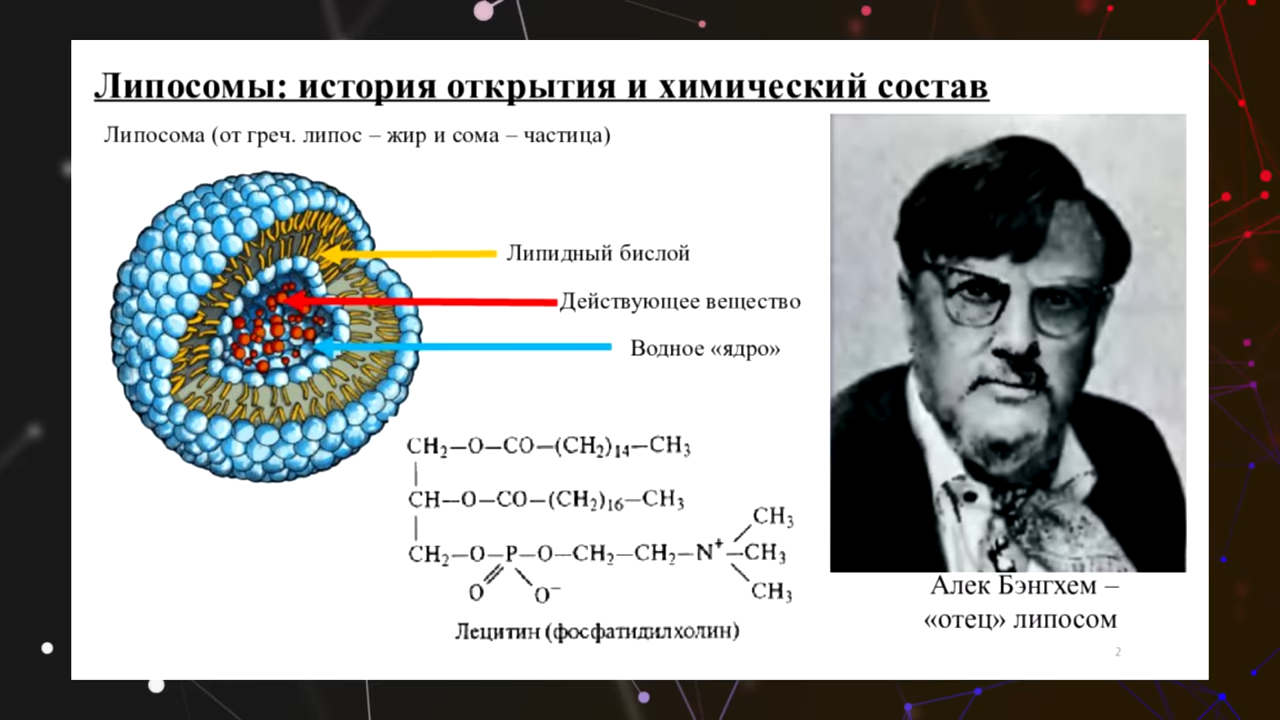 Липосомы: история открытия и химический состав
Липосома (от греч. липос – жир и сома – частица)
Липидный бислой
Действующее вещество
Водное «ядро»
CH₂—O—CO—(CH₂)₁₄—CH₃
CH—O—CO—(CH₂)₁₆—CH₃
CH₃
CH₂—O—P—O—CH₂—CH₂—N⁺—CH₃
O O⁻ CH₃
Лецитин (фосфатидилхолин)
Алек Бэнгхем –
«отец» липосом
2